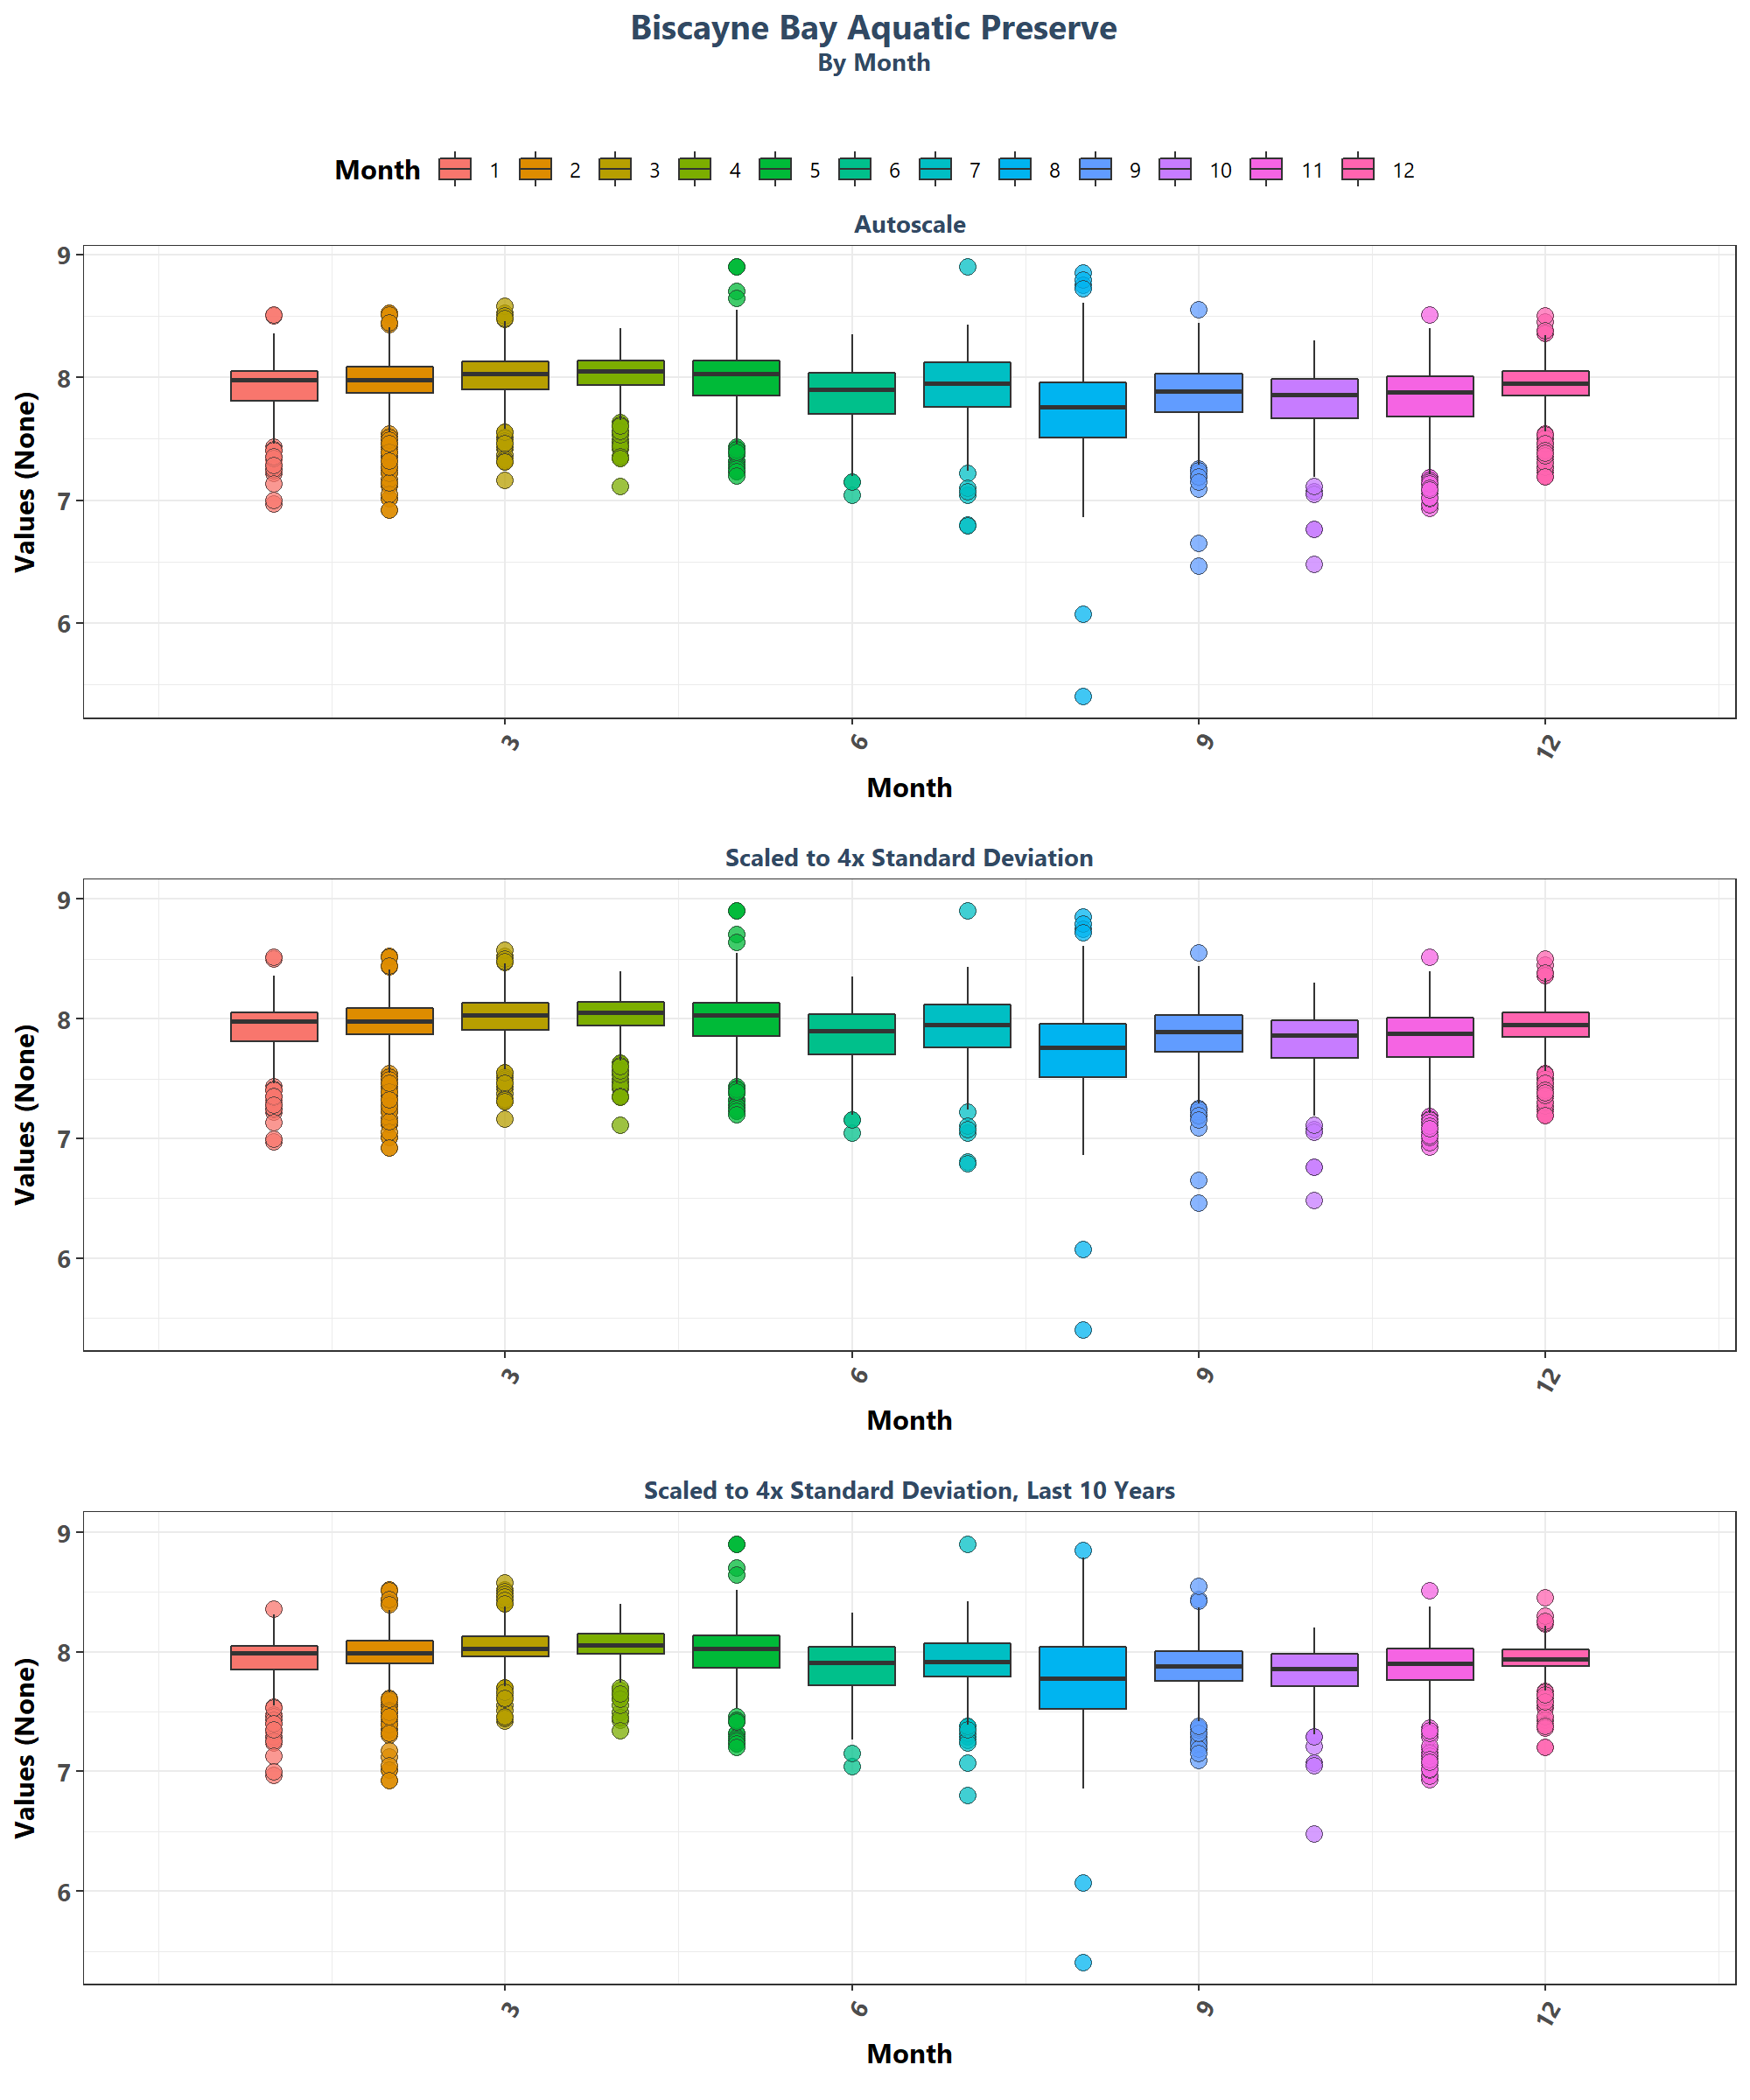 Biscayne Bay Aquatic Preserve
By Month
Month 1 2 3 4 5 6 7 8 9 10 11 12
Autoscale
Values (None)
9
8
7
6
3 6 9 12
Month
Scaled to 4x Standard Deviation
Values (None)
9
8
7
6
3 6 9 12
Month
Scaled to 4x Standard Deviation, Last 10 Years
Values (None)
9
8
7
6
3 6 9 12
Month